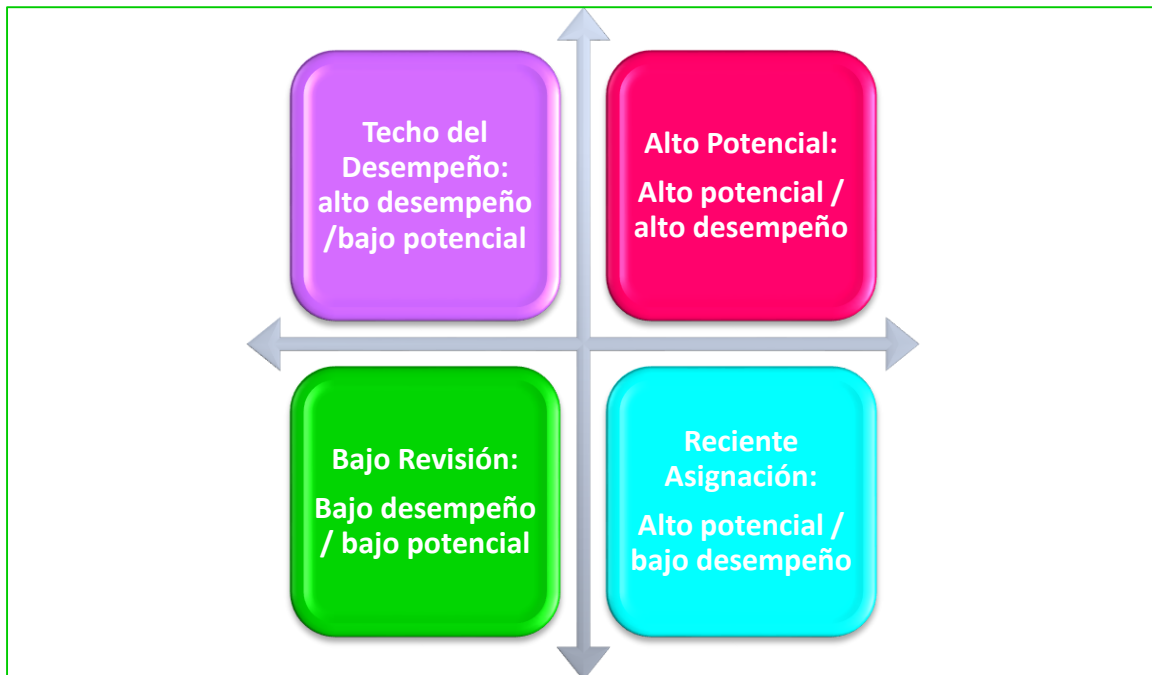 Techo del
Desempeño:
alto desempeño
/bajo potencial
Alto Potencial:
Alto potencial /
alto desempeño
Bajo Revisión:
Bajo desempeño
/ bajo potencial
Reciente
Asignación:
Alto potencial /
bajo desempeño